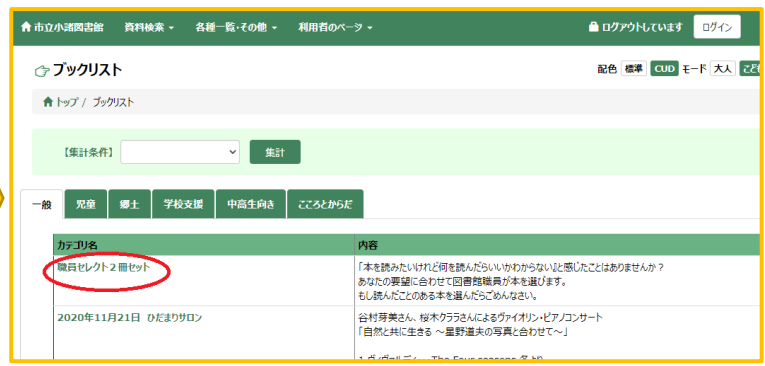 市立小諸図書館 資料検索 各種一覧・その他 利用者のページ ログアウトしています ログイン
ブックリスト 配色 標準 CUD モード 大人
トップ / ブックリスト
【集計条件】 集計
一般 児童 郷土 学校支援 中高生向き こころとからだ
カテゴリ名 内容
職員セレクト2冊セット 「本を読みたいけれど何を読んだらいいかわからない」と感じたことはありませんか?
あなたの要望に合わせて図書館職員が本を選びます。
もし読んだことのある本を選んだらごめんなさい。
2020年11月21日 ひだまりサロン 谷村芽美さん、桜木クララさんによるヴァイオリン・ピアノコンサート
「自然と共に生きる ~星野道夫の写真と合わせて~」